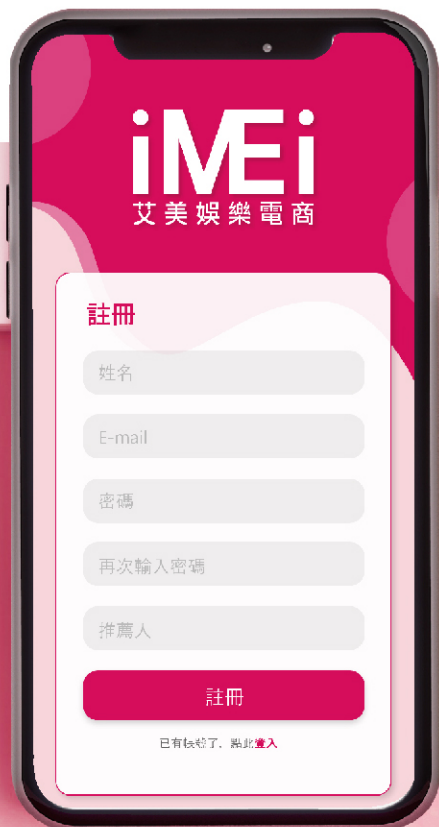 iMEi
艾美娛樂電商
註冊
姓名
E-mail
密碼
再次輸入密碼
推薦人
註冊
已有帳號了，點此登入